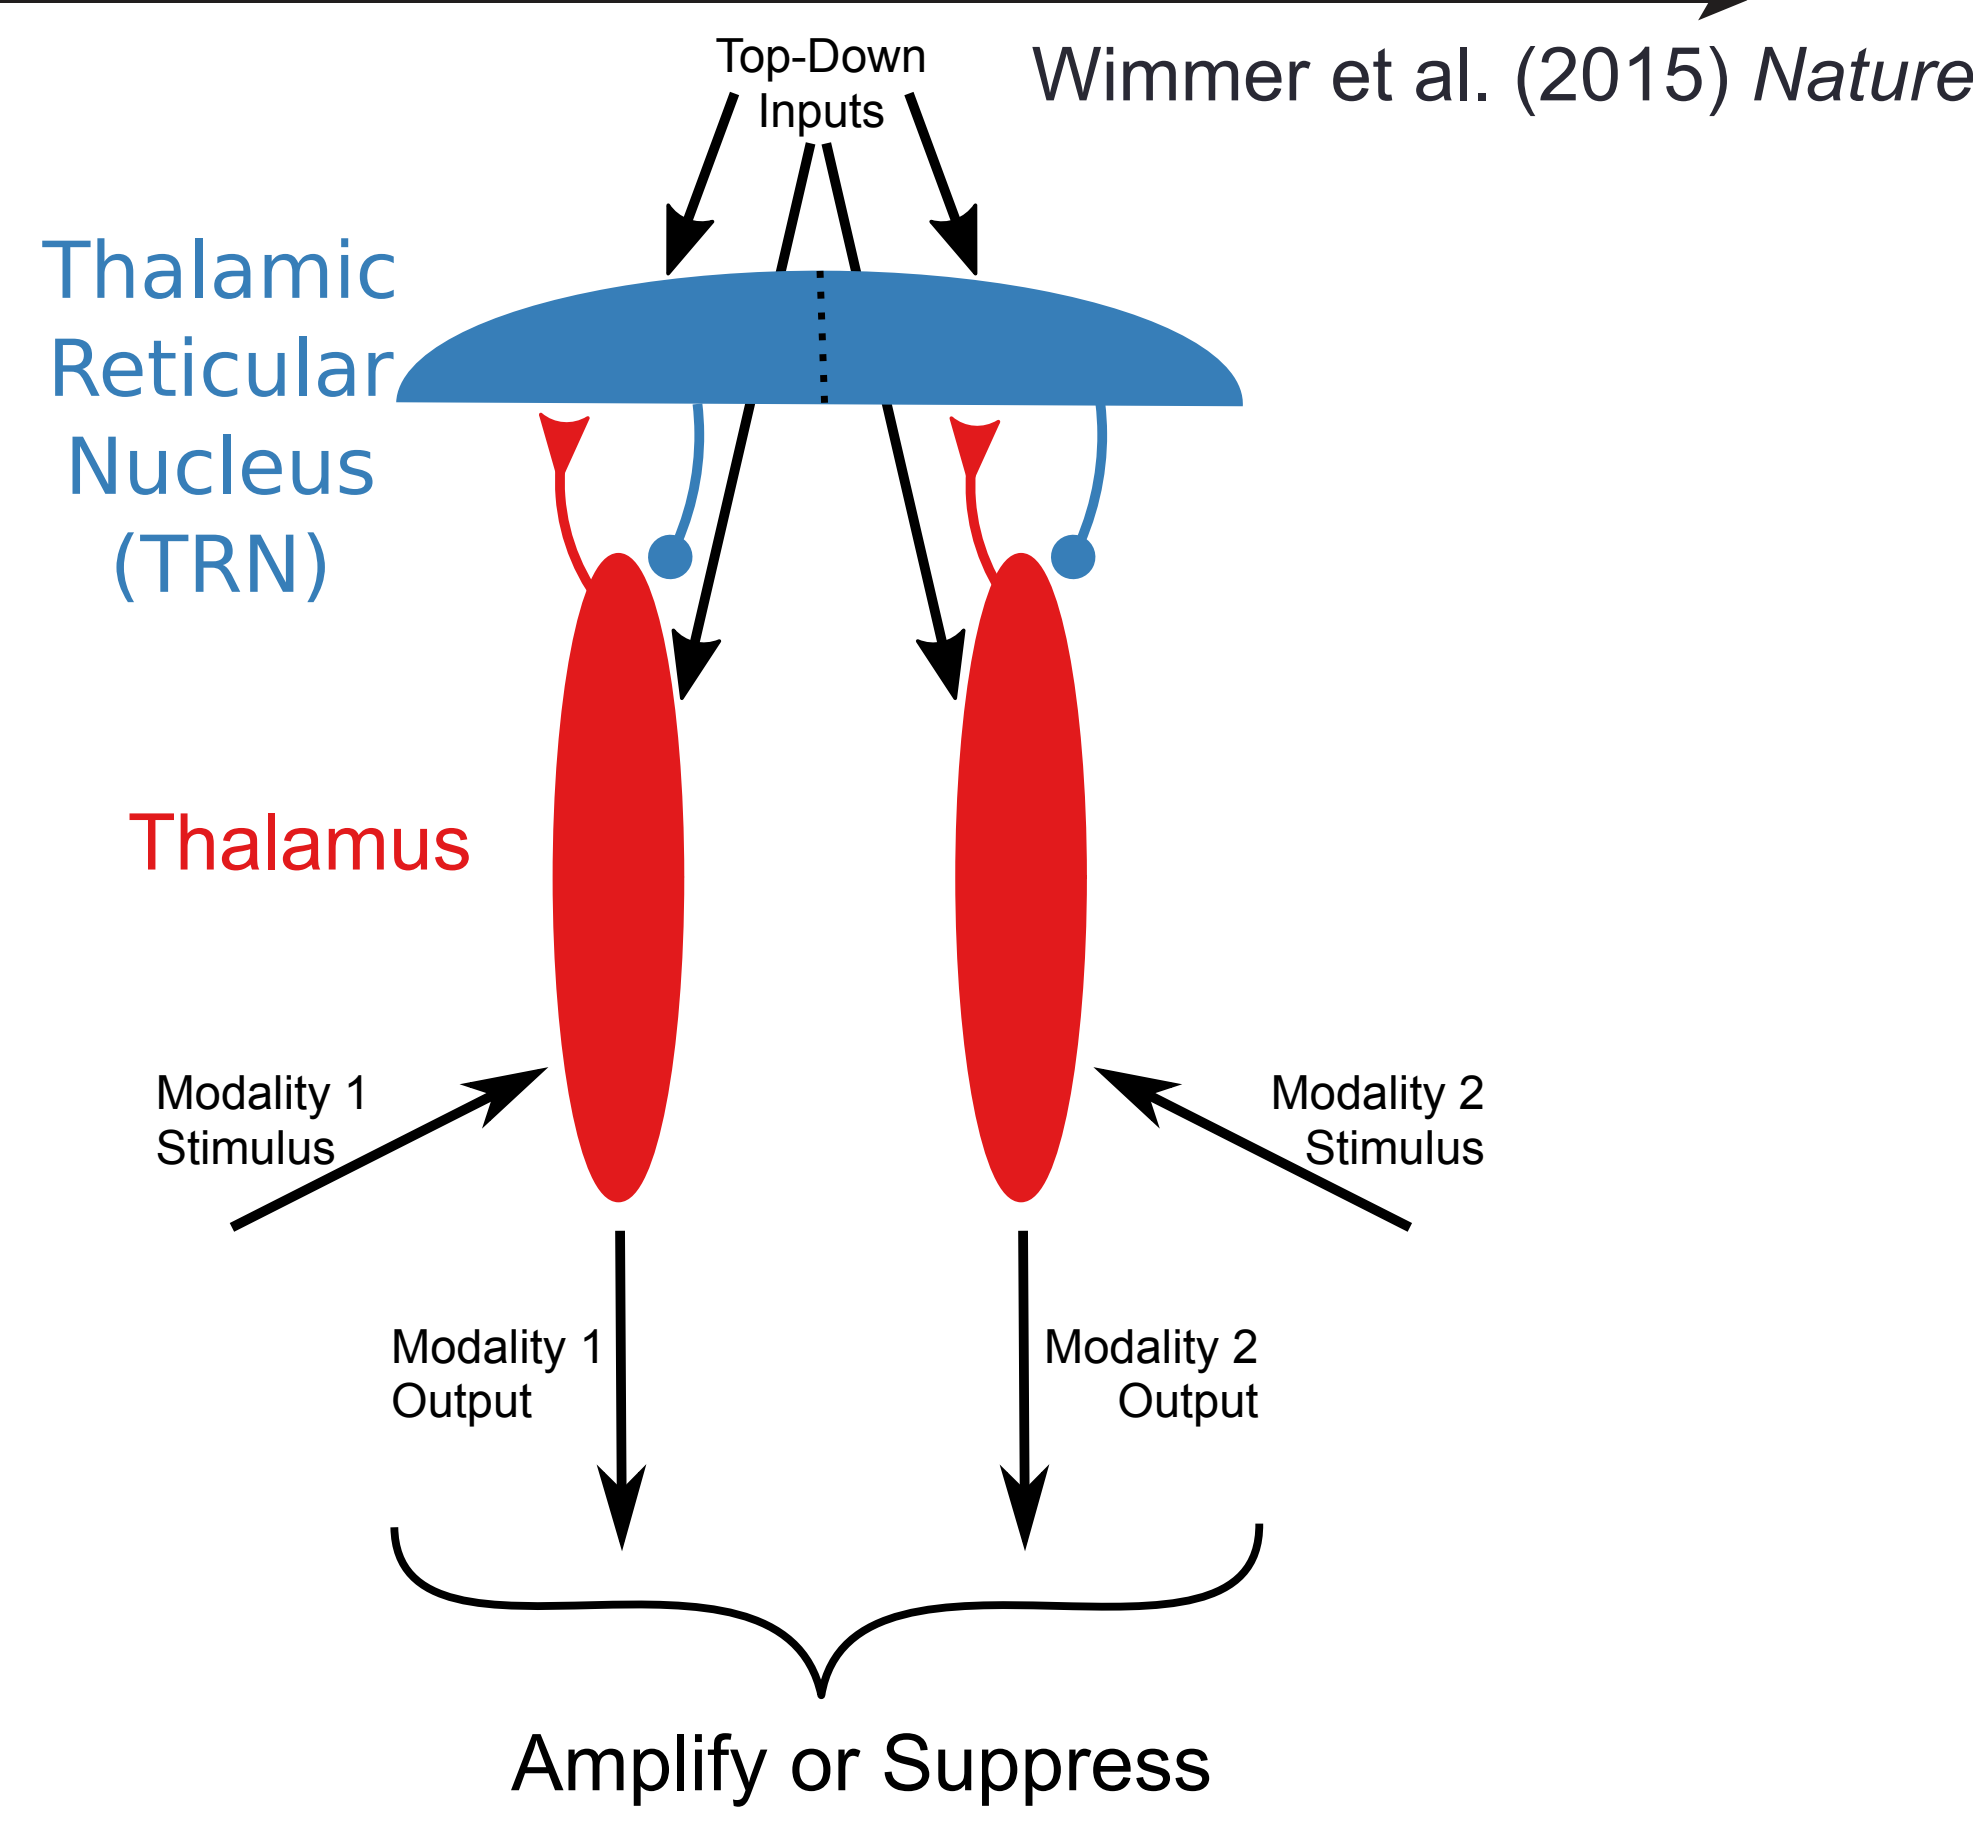 Top-Down
Inputs
Wimmer et al. (2015) Nature
Thalamic
Reticular
Nucleus
(TRN)
Thalamus
Modality 1
Stimulus
Modality 2
Stimulus
Modality 1
Output
Modality 2
Output
Amplify or Suppress